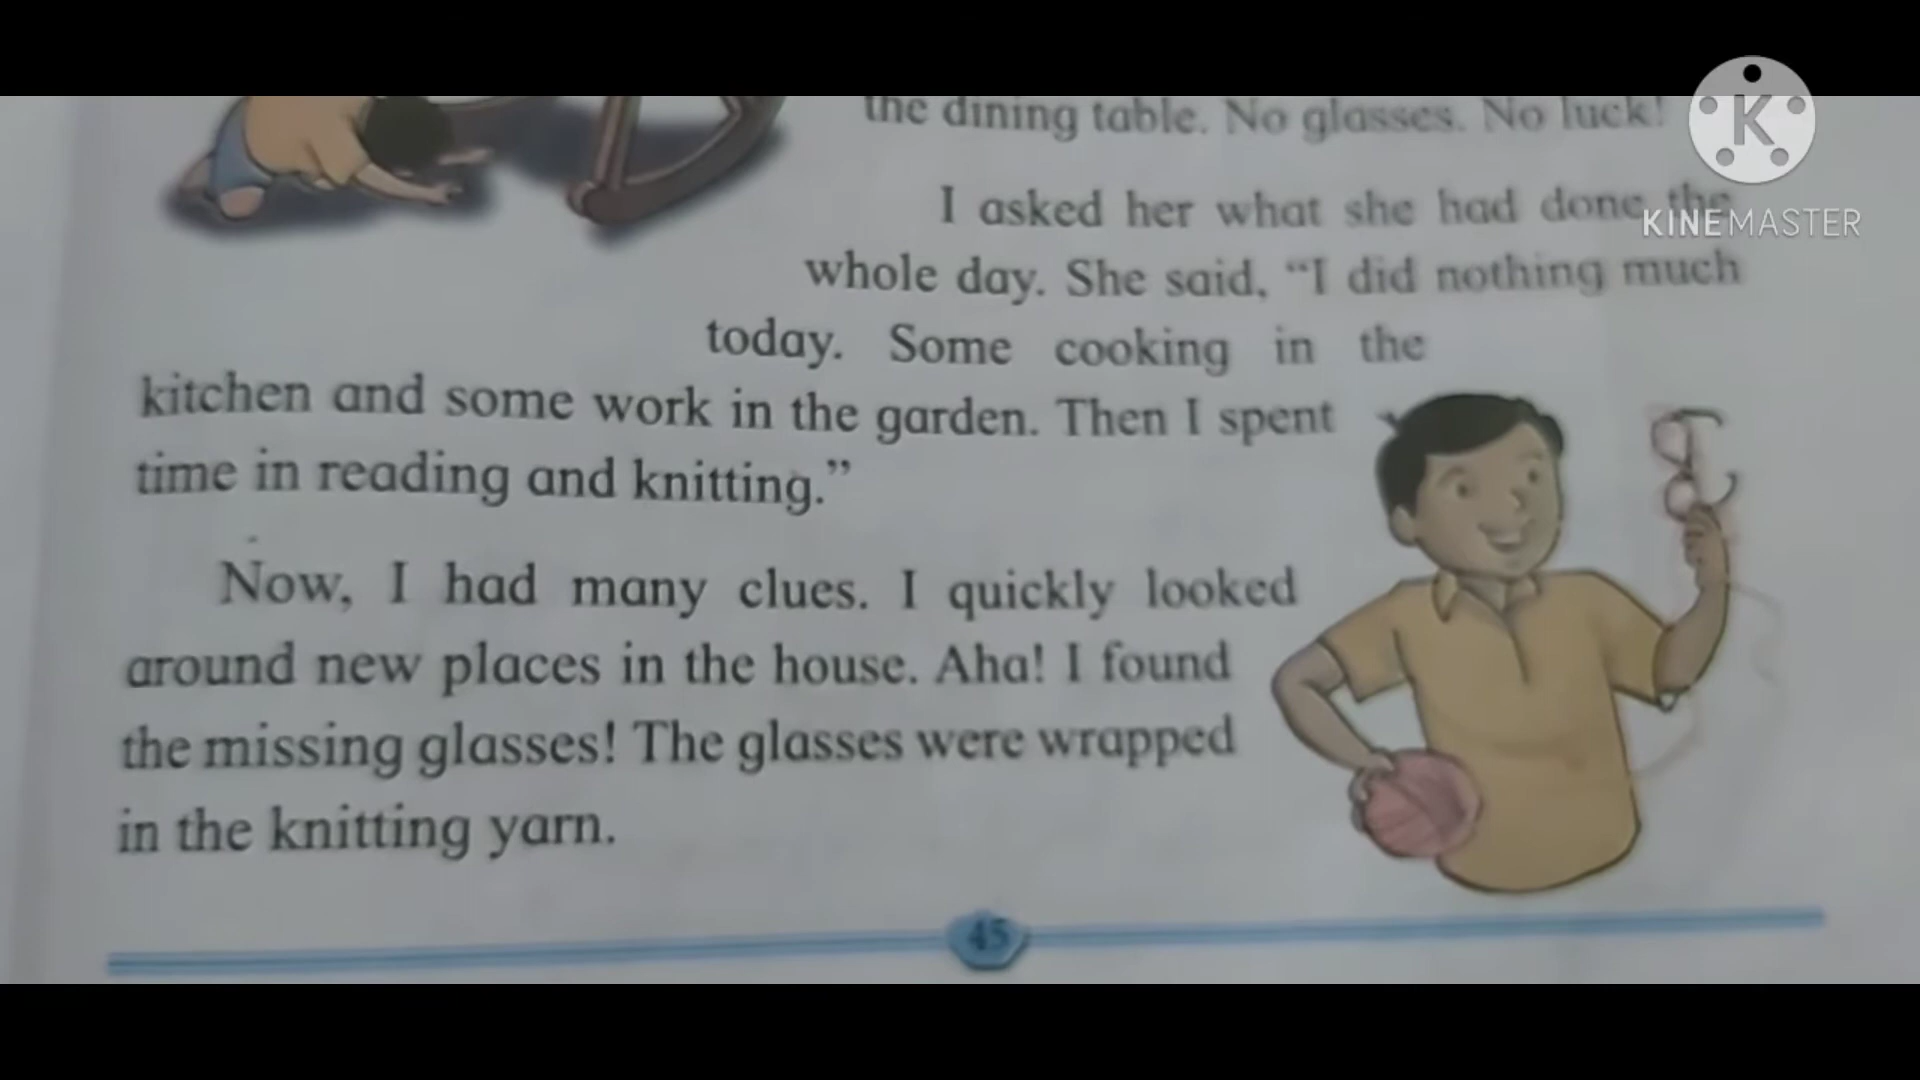 the dining table. No glasses. No luck!
K
I asked her what she had done the
KINEMASTER
whole day. She said, “I did nothing much
today. Some cooking in the
kitchen and some work in the garden. Then I spent
time in reading and knitting.”
Now, I had many clues. I quickly looked
around new places in the house. Aha! I found
the missing glasses! The glasses were wrapped
in the knitting yarn.
45